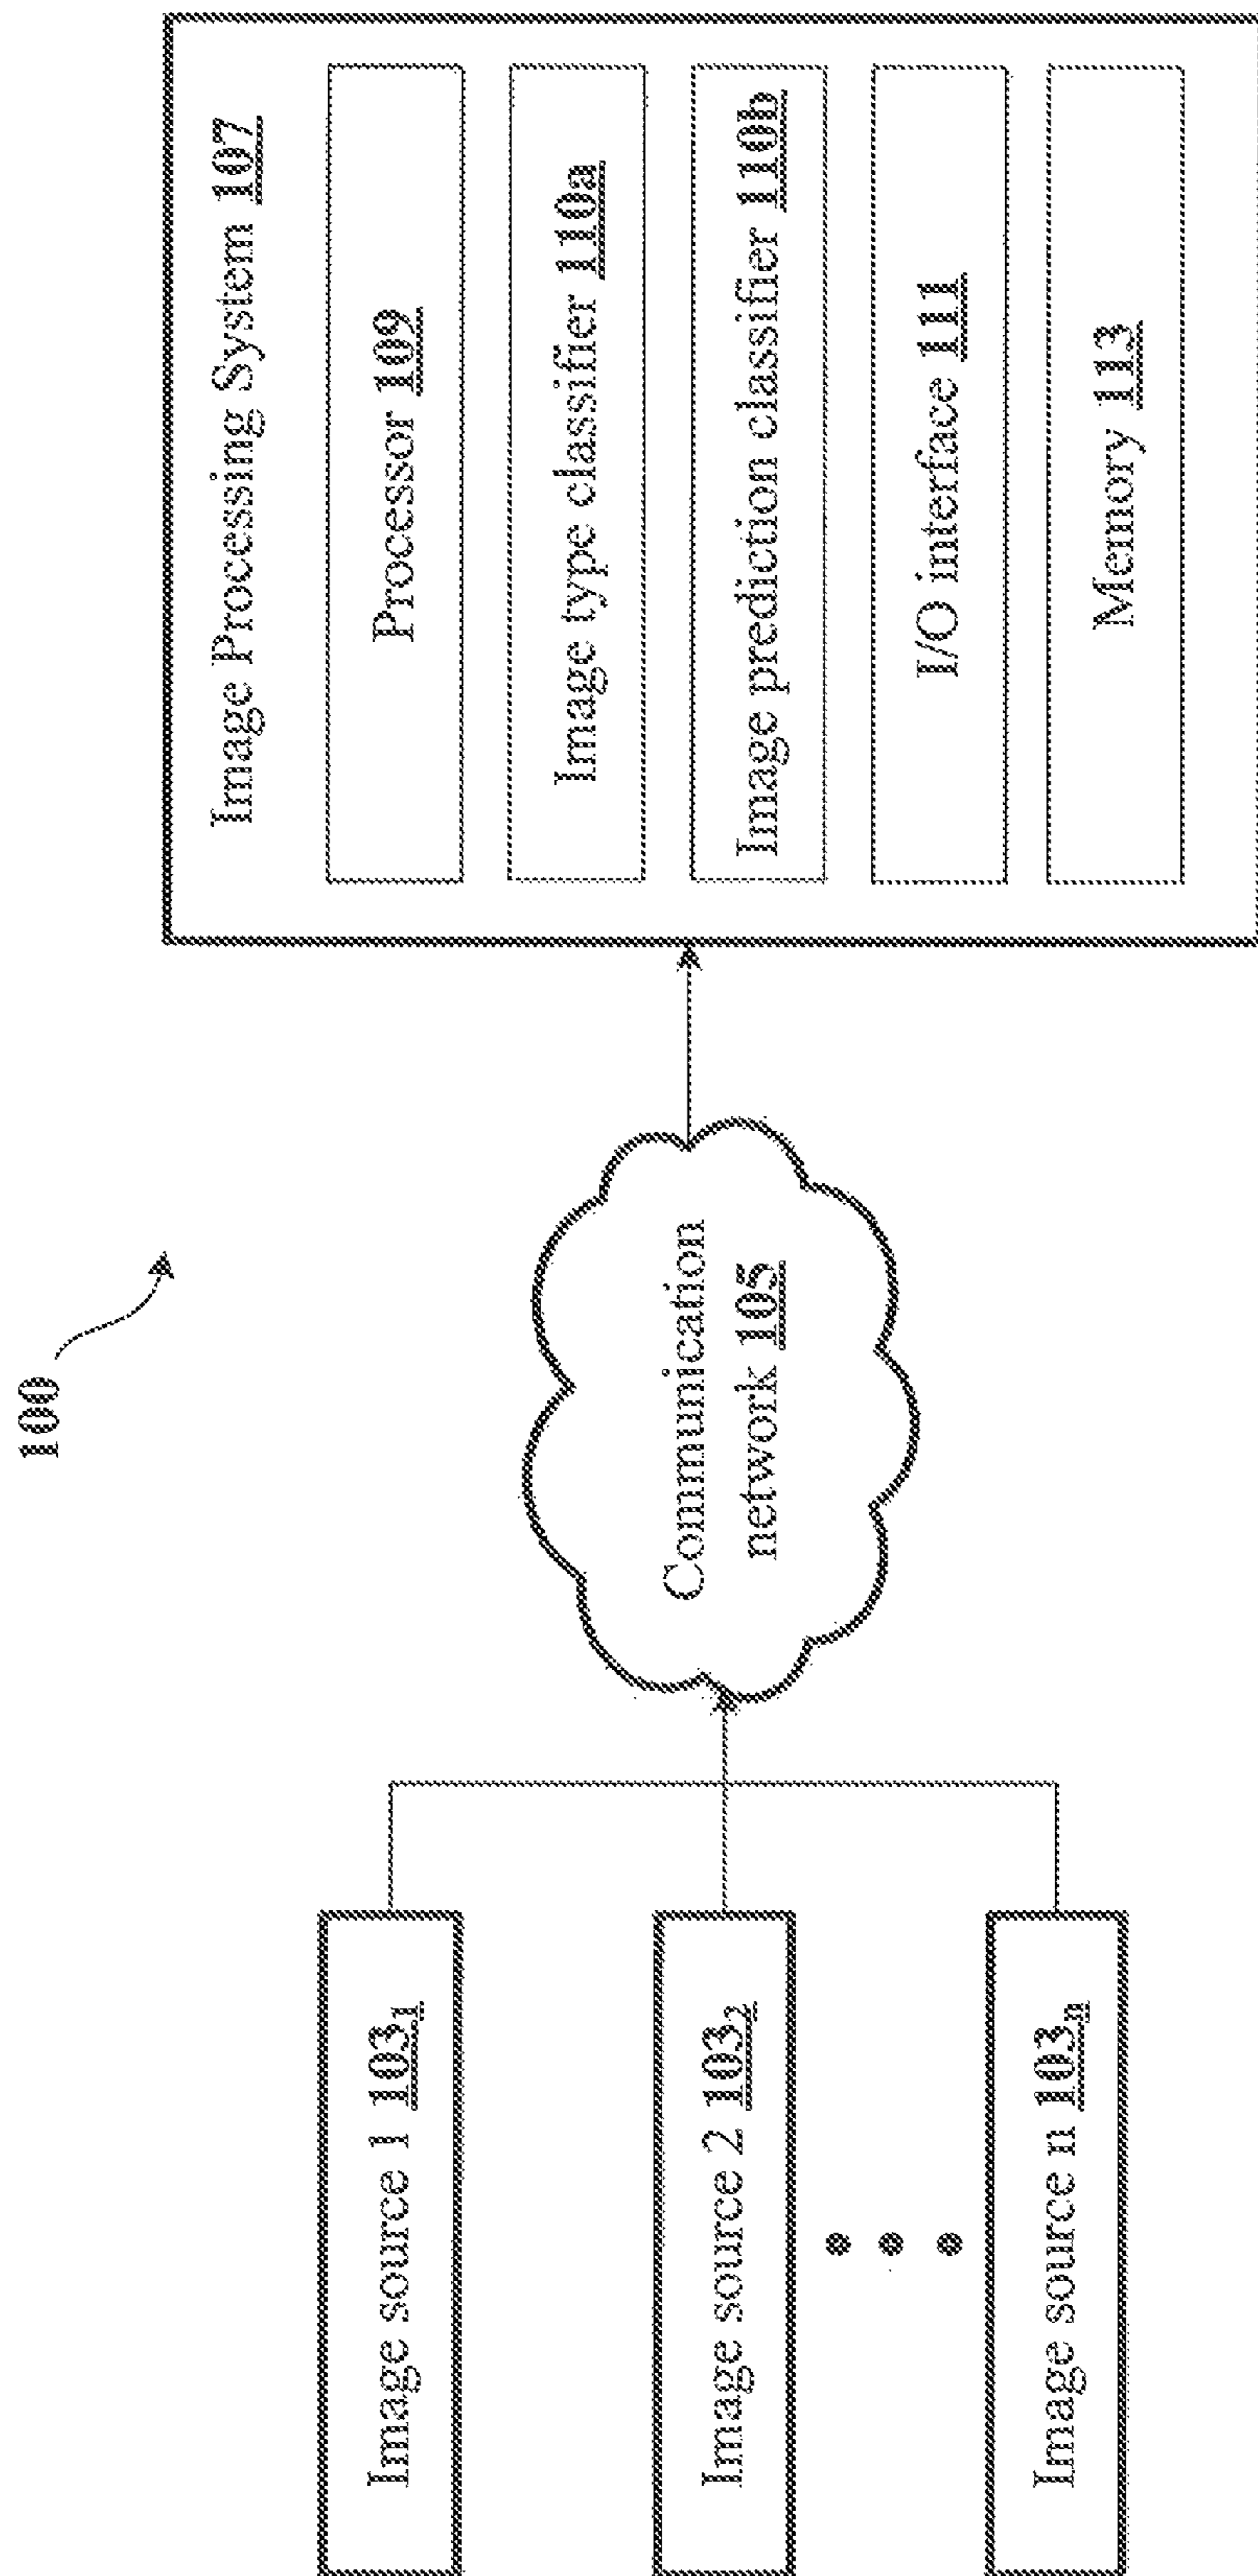 100
Image source 1 103₁
Image source 2 103₂
Image source n 103ₙ
Communication
network 105
Image Processing System 107
Processor 109
Image type classifier 110a
Image prediction classifier 110b
I/O interface 111
Memory 113